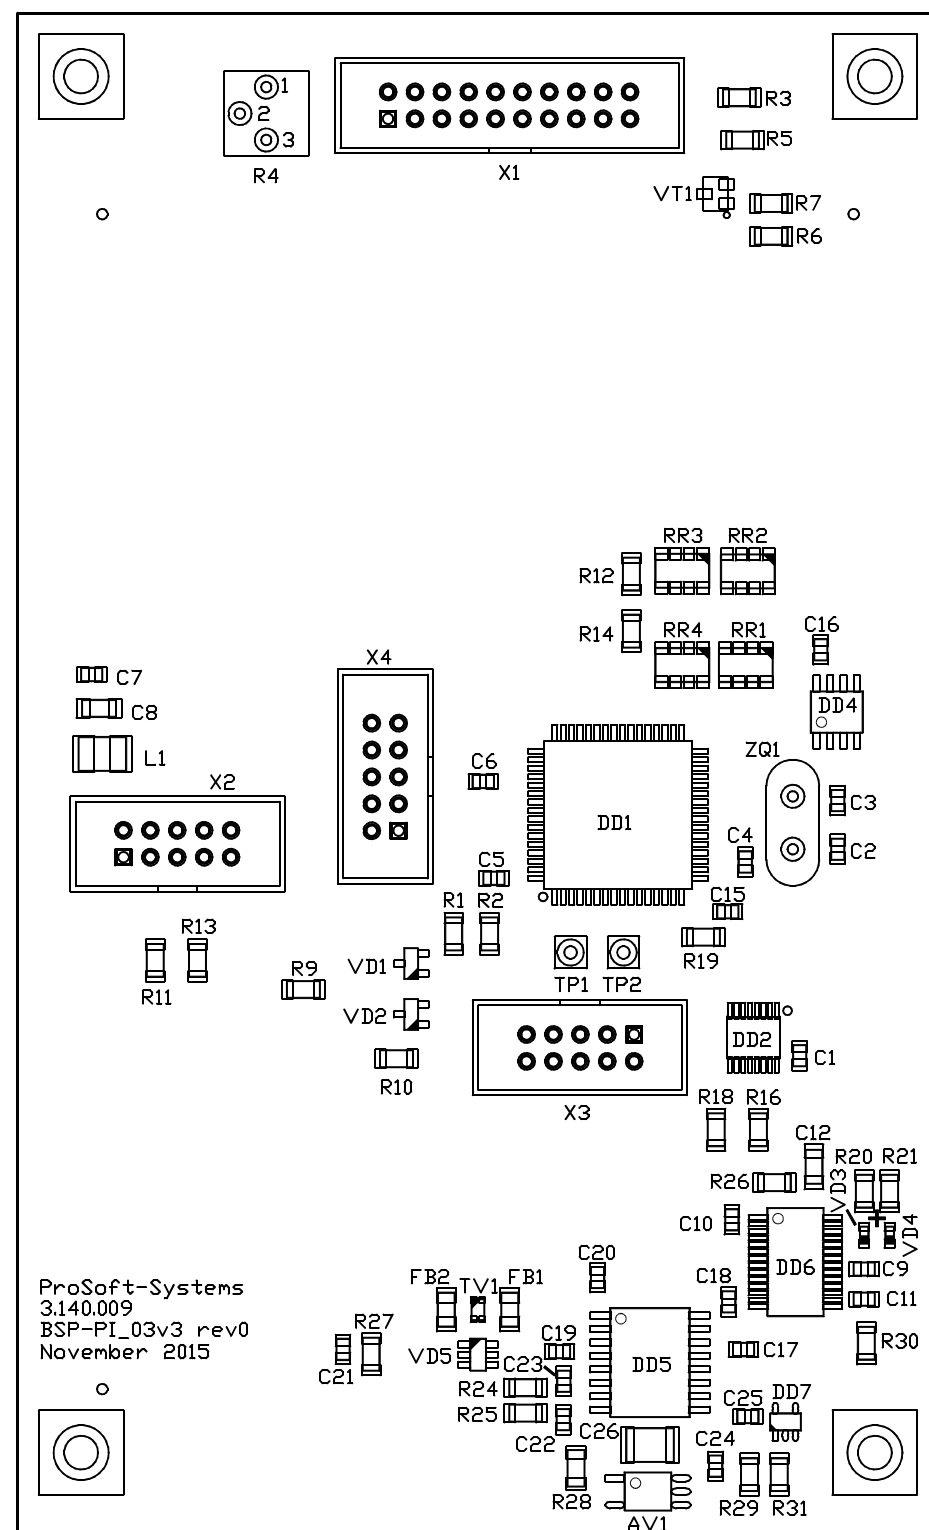 1
2
3
R4
X1
R3
R5
VT1
R7
R6
RR3
RR2
R12
R14
RR4
RR1
C16
X4
C7
C8
L1
X2
C6
DD4
ZQ1
C3
DD1
C4
C2
C5
R1
R2
C15
R13
R11
R9
VD1
R19
TP1
TP2
VD2
DD2
C1
R10
X3
R18
R16
C12
R20
R21
R26
VD3
C10
VD4
C20
DD6
C9
ProSoft-Systems
3.140.009
BSP-PI_03v3 rev0
November 2015
FB2
TV1
FB1
C18
C11
R27
R30
C19
VD5
C17
C23
DD5
C21
R24
R25
C25
DD7
C22
C26
C24
R28
R29
R31
AV1